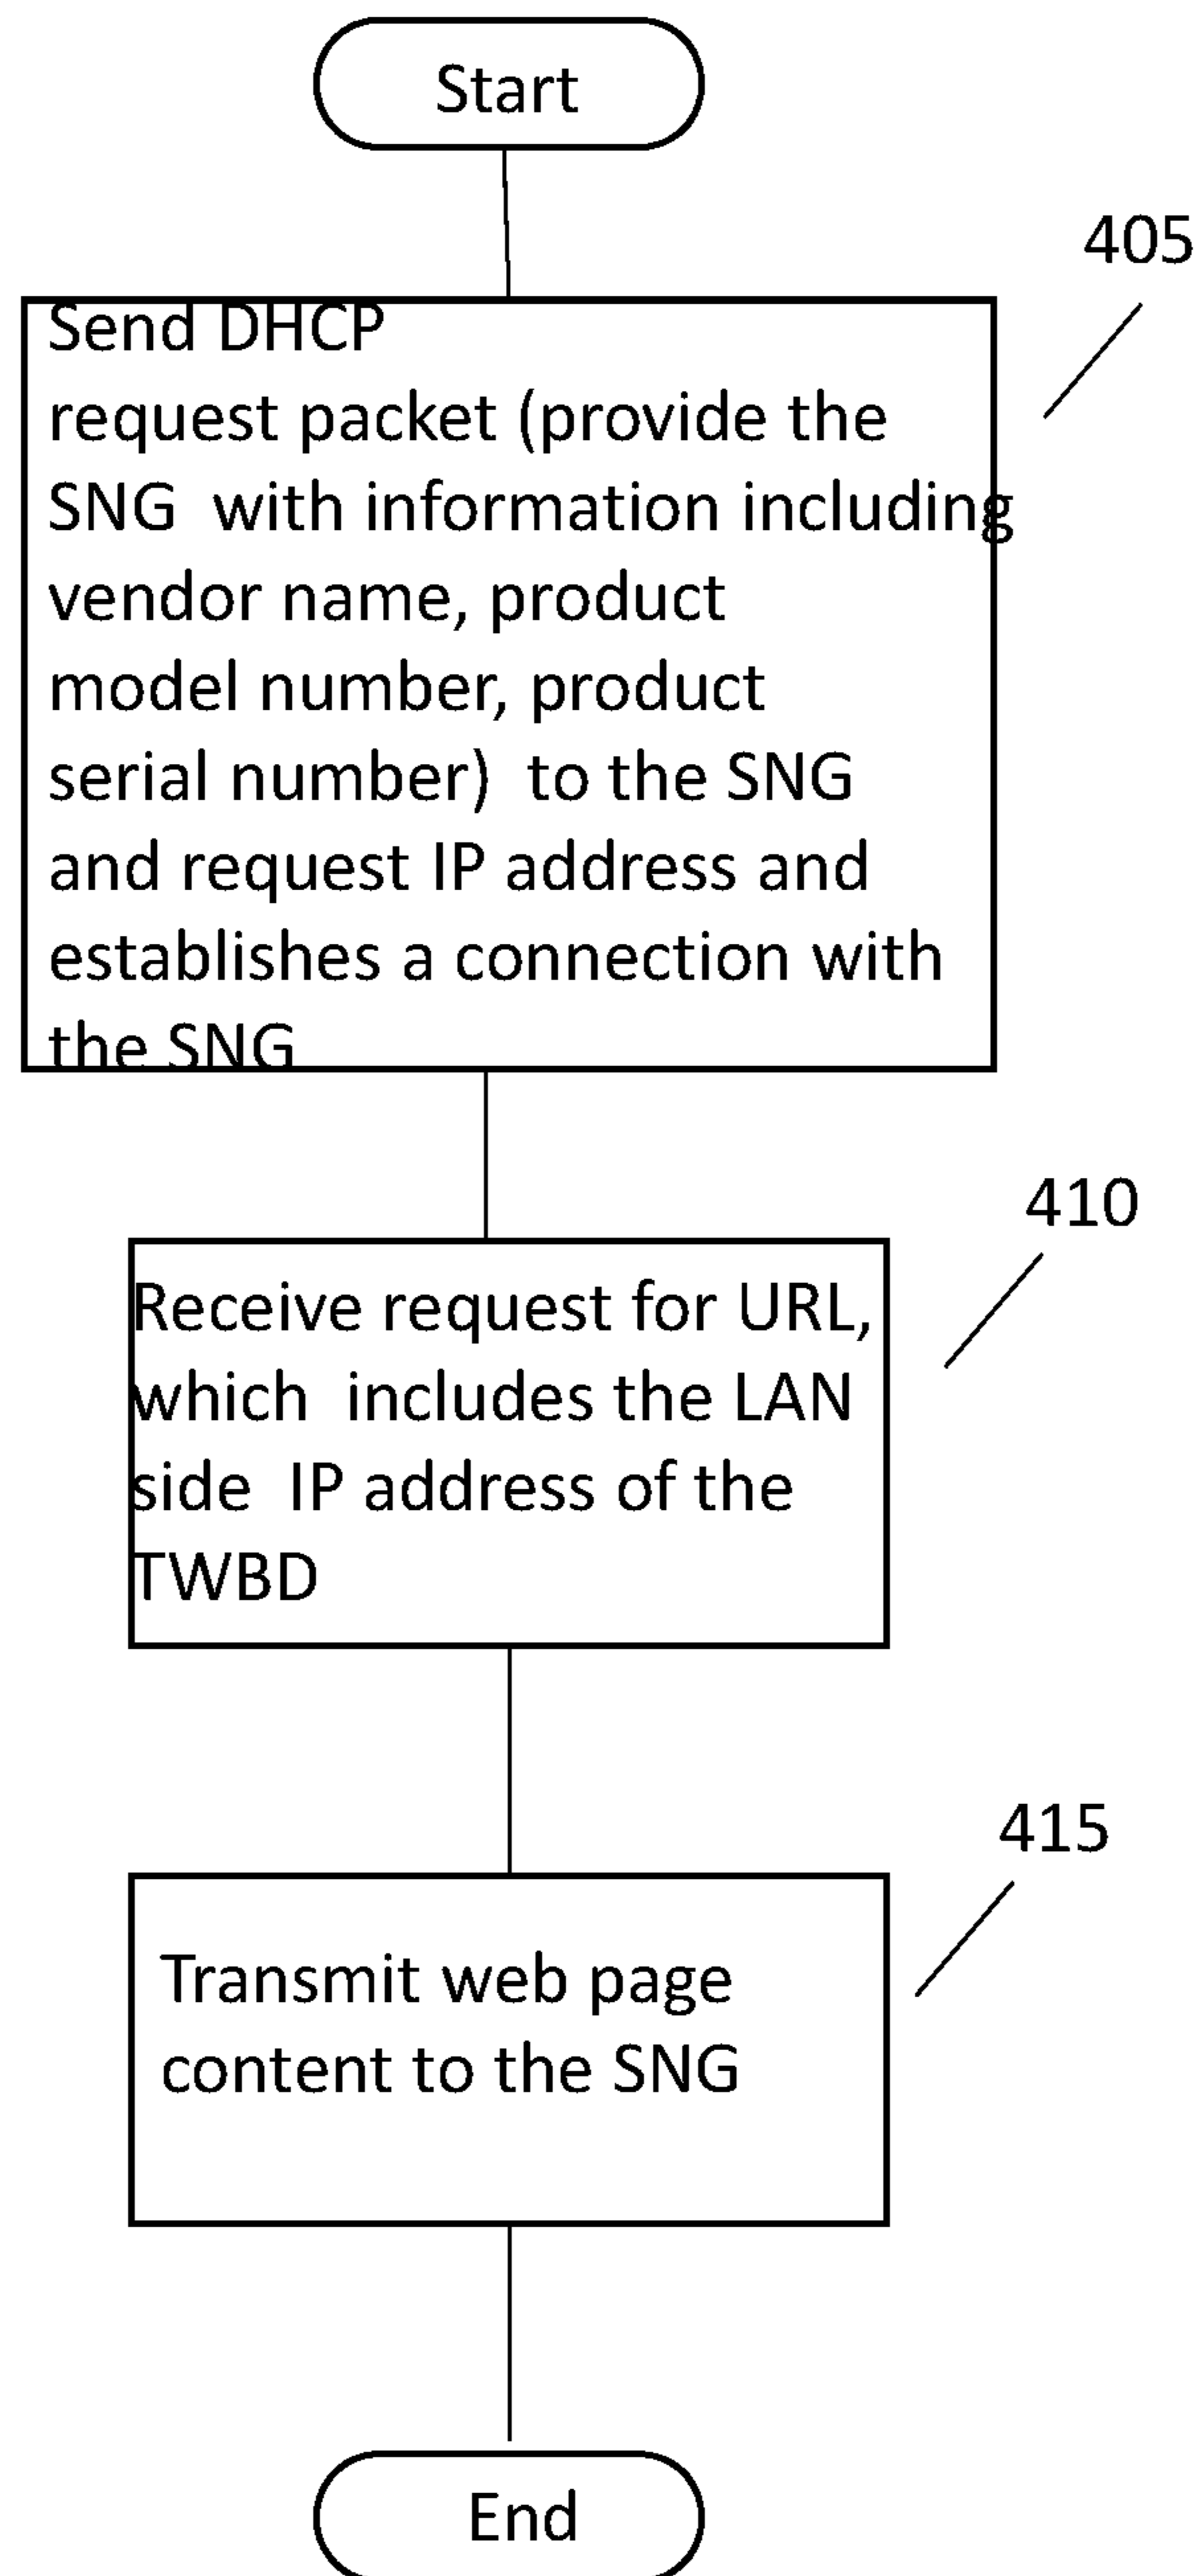 Start
405
Send DHCP
request packet (provide the
SNG with information including
vendor name, product
model number, product
serial number) to the SNG
and request IP address and
establishes a connection with
the SNG
410
Receive request for URL,
which includes the LAN
side IP address of the
TWBD
415
Transmit web page
content to the SNG
End